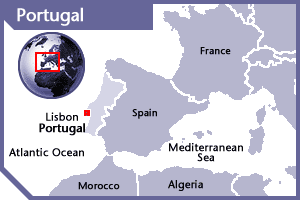 Portugal
France
Lisbon
Portugal
Spain
Atlantic Ocean
Mediterranean
Sea
Morocco
Algeria